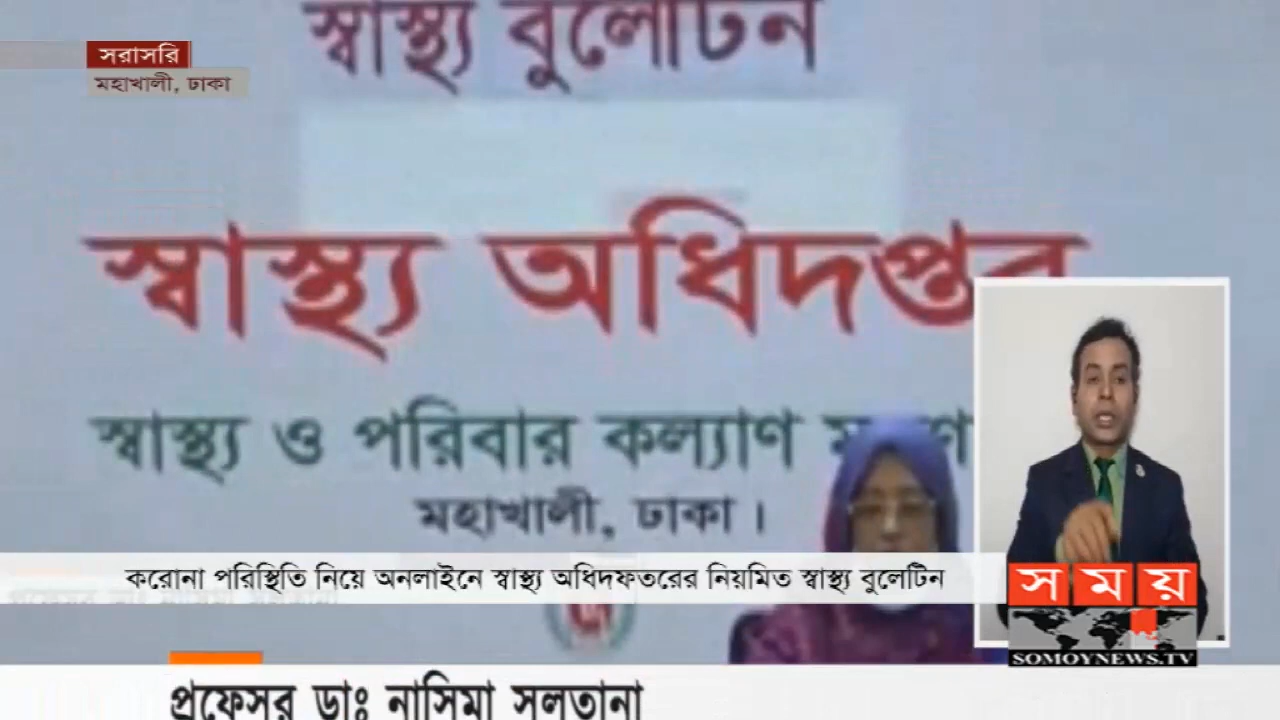 সরাসরি
মহাখালী, ঢাকা
স্বাস্থ্য বুলেটিন
স্বাস্থ্য অধিদপ্তর
স্বাস্থ্য ও পরিবার কল্যাণ
মহাখালী, ঢাকা।
করোনা পরিস্থিতি নিয়ে অনলাইনে স্বাস্থ্য অধিদফতরের নিয়মিত স্বাস্থ্য বুলেটিন
সময়
SOMOYNEWS.TV
প্রফেসর ডাঃ নাসিমা সুলতানা